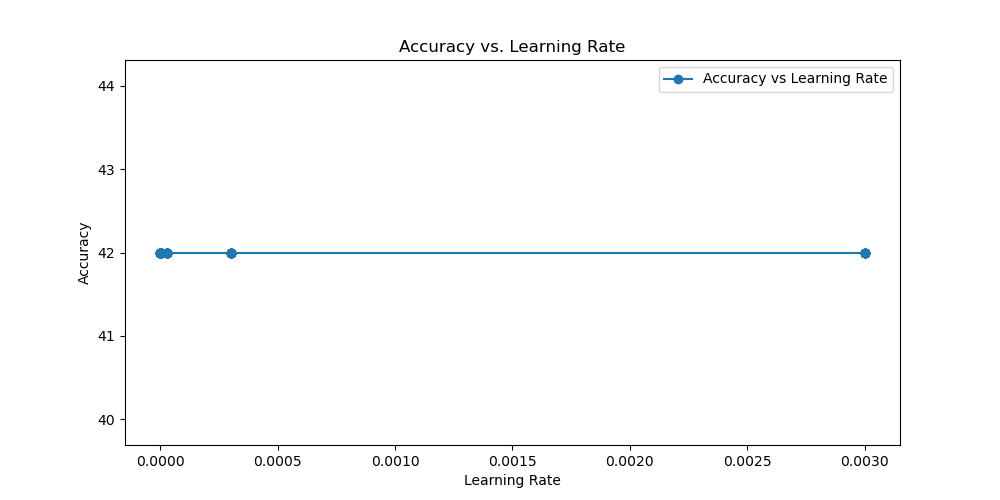 Accuracy vs. Learning Rate
Accuracy vs Learning Rate
44
43
42
41
40
Accuracy
0.0000 0.0005 0.0010 0.0015 0.0020 0.0025 0.0030
Learning Rate